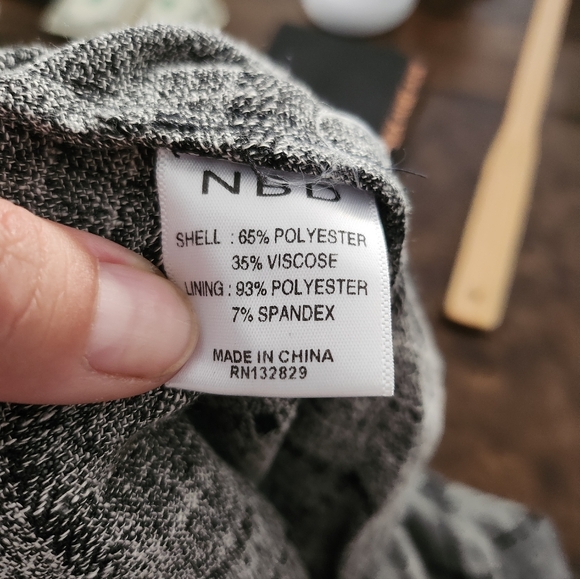 NBD
SHELL : 65% POLYESTER
35% VISCOSE
LINING : 93% POLYESTER
7% SPANDEX
MADE IN CHINA
RN132829